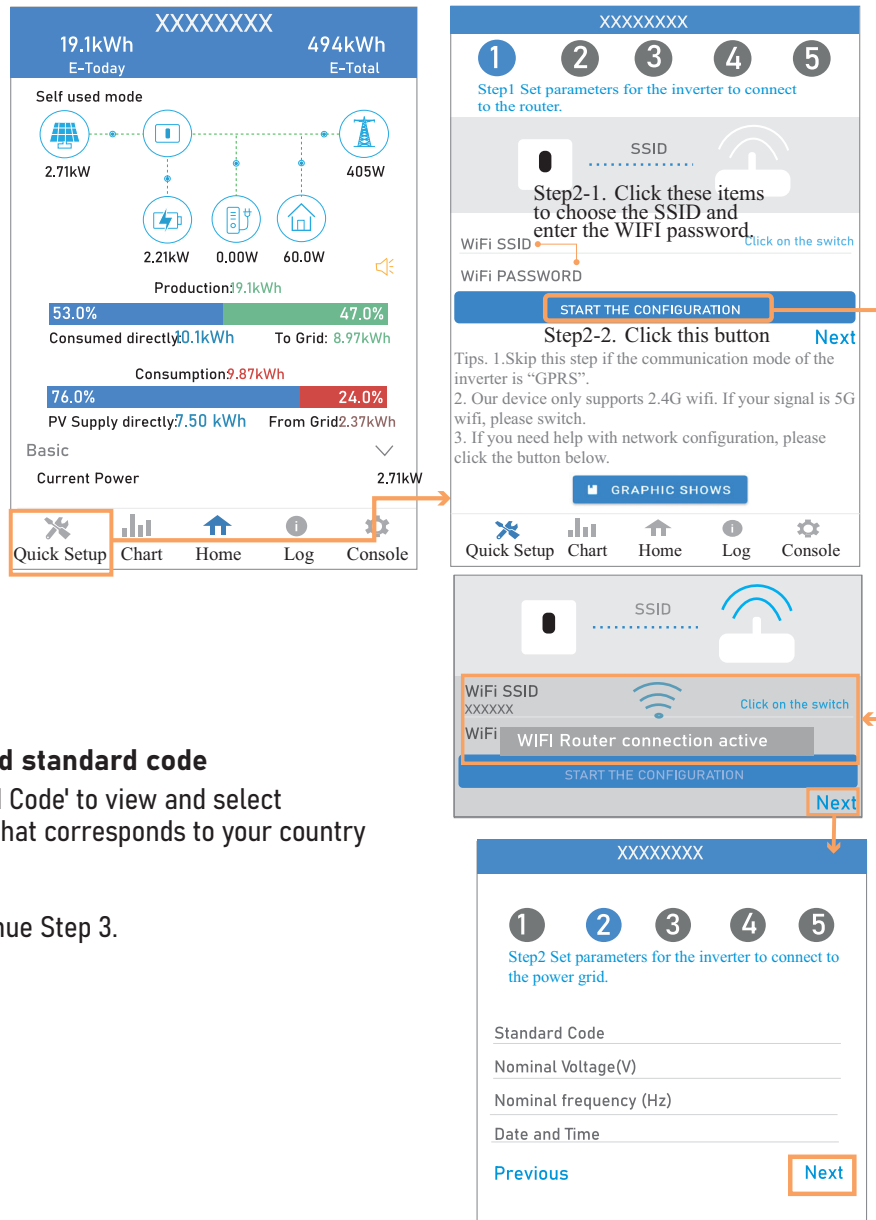 XXXXXXXX
19.1kWh 494kWh
E-Today E-Total
Self used mode
2.71kW 405W
2.21kW 0.00W 60.0W
Production:19.1kWh
53.0% 47.0%
Consumed directly:10.1kWh To Grid: 8.97kWh
Consumption:9.87kWh
76.0% 24.0%
PV Supply directly:7.50 kWh From Grid:2.37kWh
Basic
Current Power 2.71kW
Quick Setup Chart Home Log Console
XXXXXXXX
1 2 3 4 5
Step1 Set parameters for the inverter to connect
to the router.
SSID
Step2-1. Click these items
to choose the SSID and
enter the WIFI password.
WiFi SSID Click on the switch
WiFi PASSWORD
START THE CONFIGURATION
Step2-2. Click this button Next
Tips. 1.Skip this step if the communication mode of the
inverter is “GPRS”.
2. Our device only supports 2.4G wifi. If your signal is 5G
wifi, please switch.
3. If you need help with network configuration, please
click the button below.
GRAPHIC SHOWS
Quick Setup Chart Home Log Console
SSID
WiFi SSID
XXXXXX Click on the switch
WiFi
WIFI Router connection active
START THE CONFIGURATION
Next
d standard code
Code' to view and select
hat corresponds to your country
nue Step 3.
XXXXXXXX
1 2 3 4 5
Step2 Set parameters for the inverter to connect to
the power grid.
Standard Code
Nominal Voltage(V)
Nominal frequency (Hz)
Date and Time
Previous Next